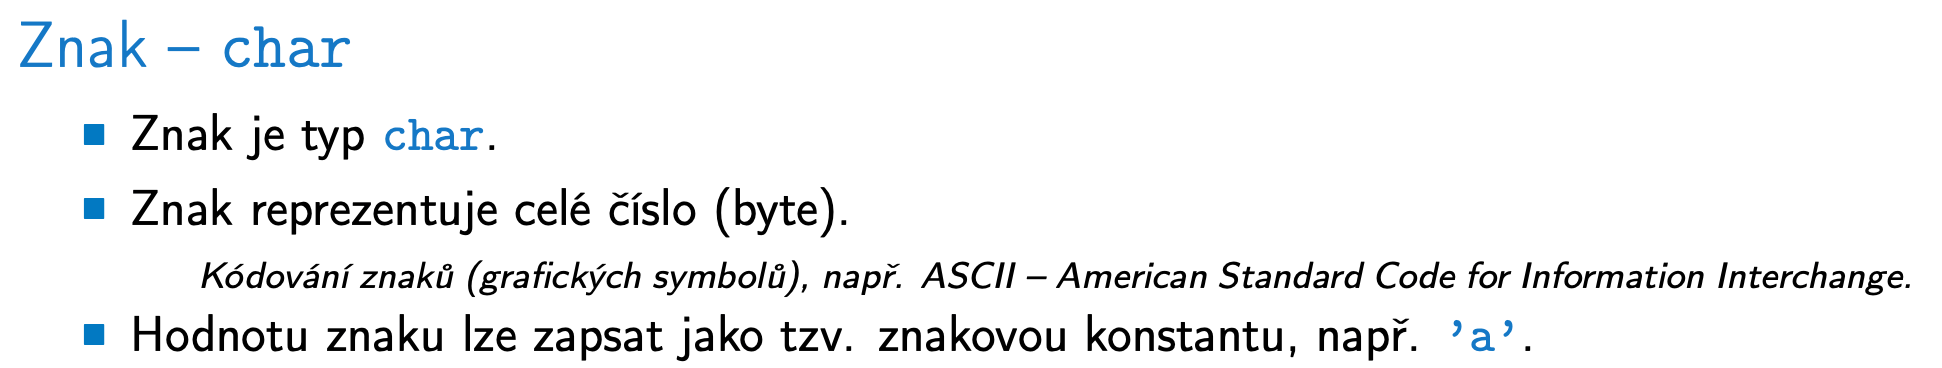 Znak – char
Znak je typ char.
Znak reprezentuje celé číslo (byte).
Kódování znaků (grafických symbolů), např. ASCII – American Standard Code for Information Interchange.
Hodnotu znaku lze zapsat jako tzv. znakovou konstantu, např. ’a’.